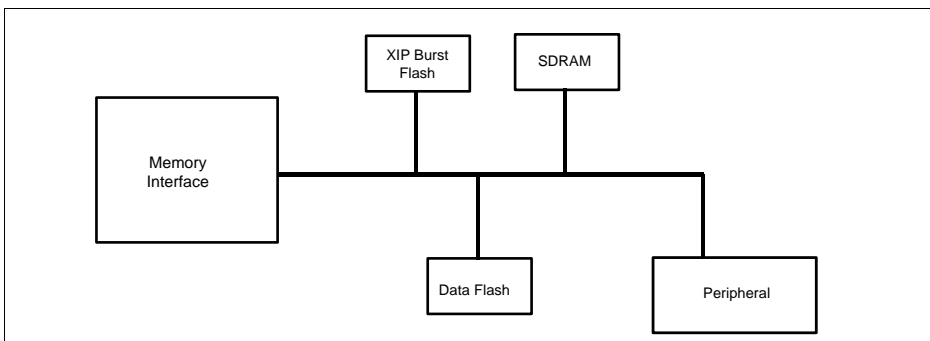 XIP Burst
Flash
SDRAM
Memory
Interface
Data Flash
Peripheral